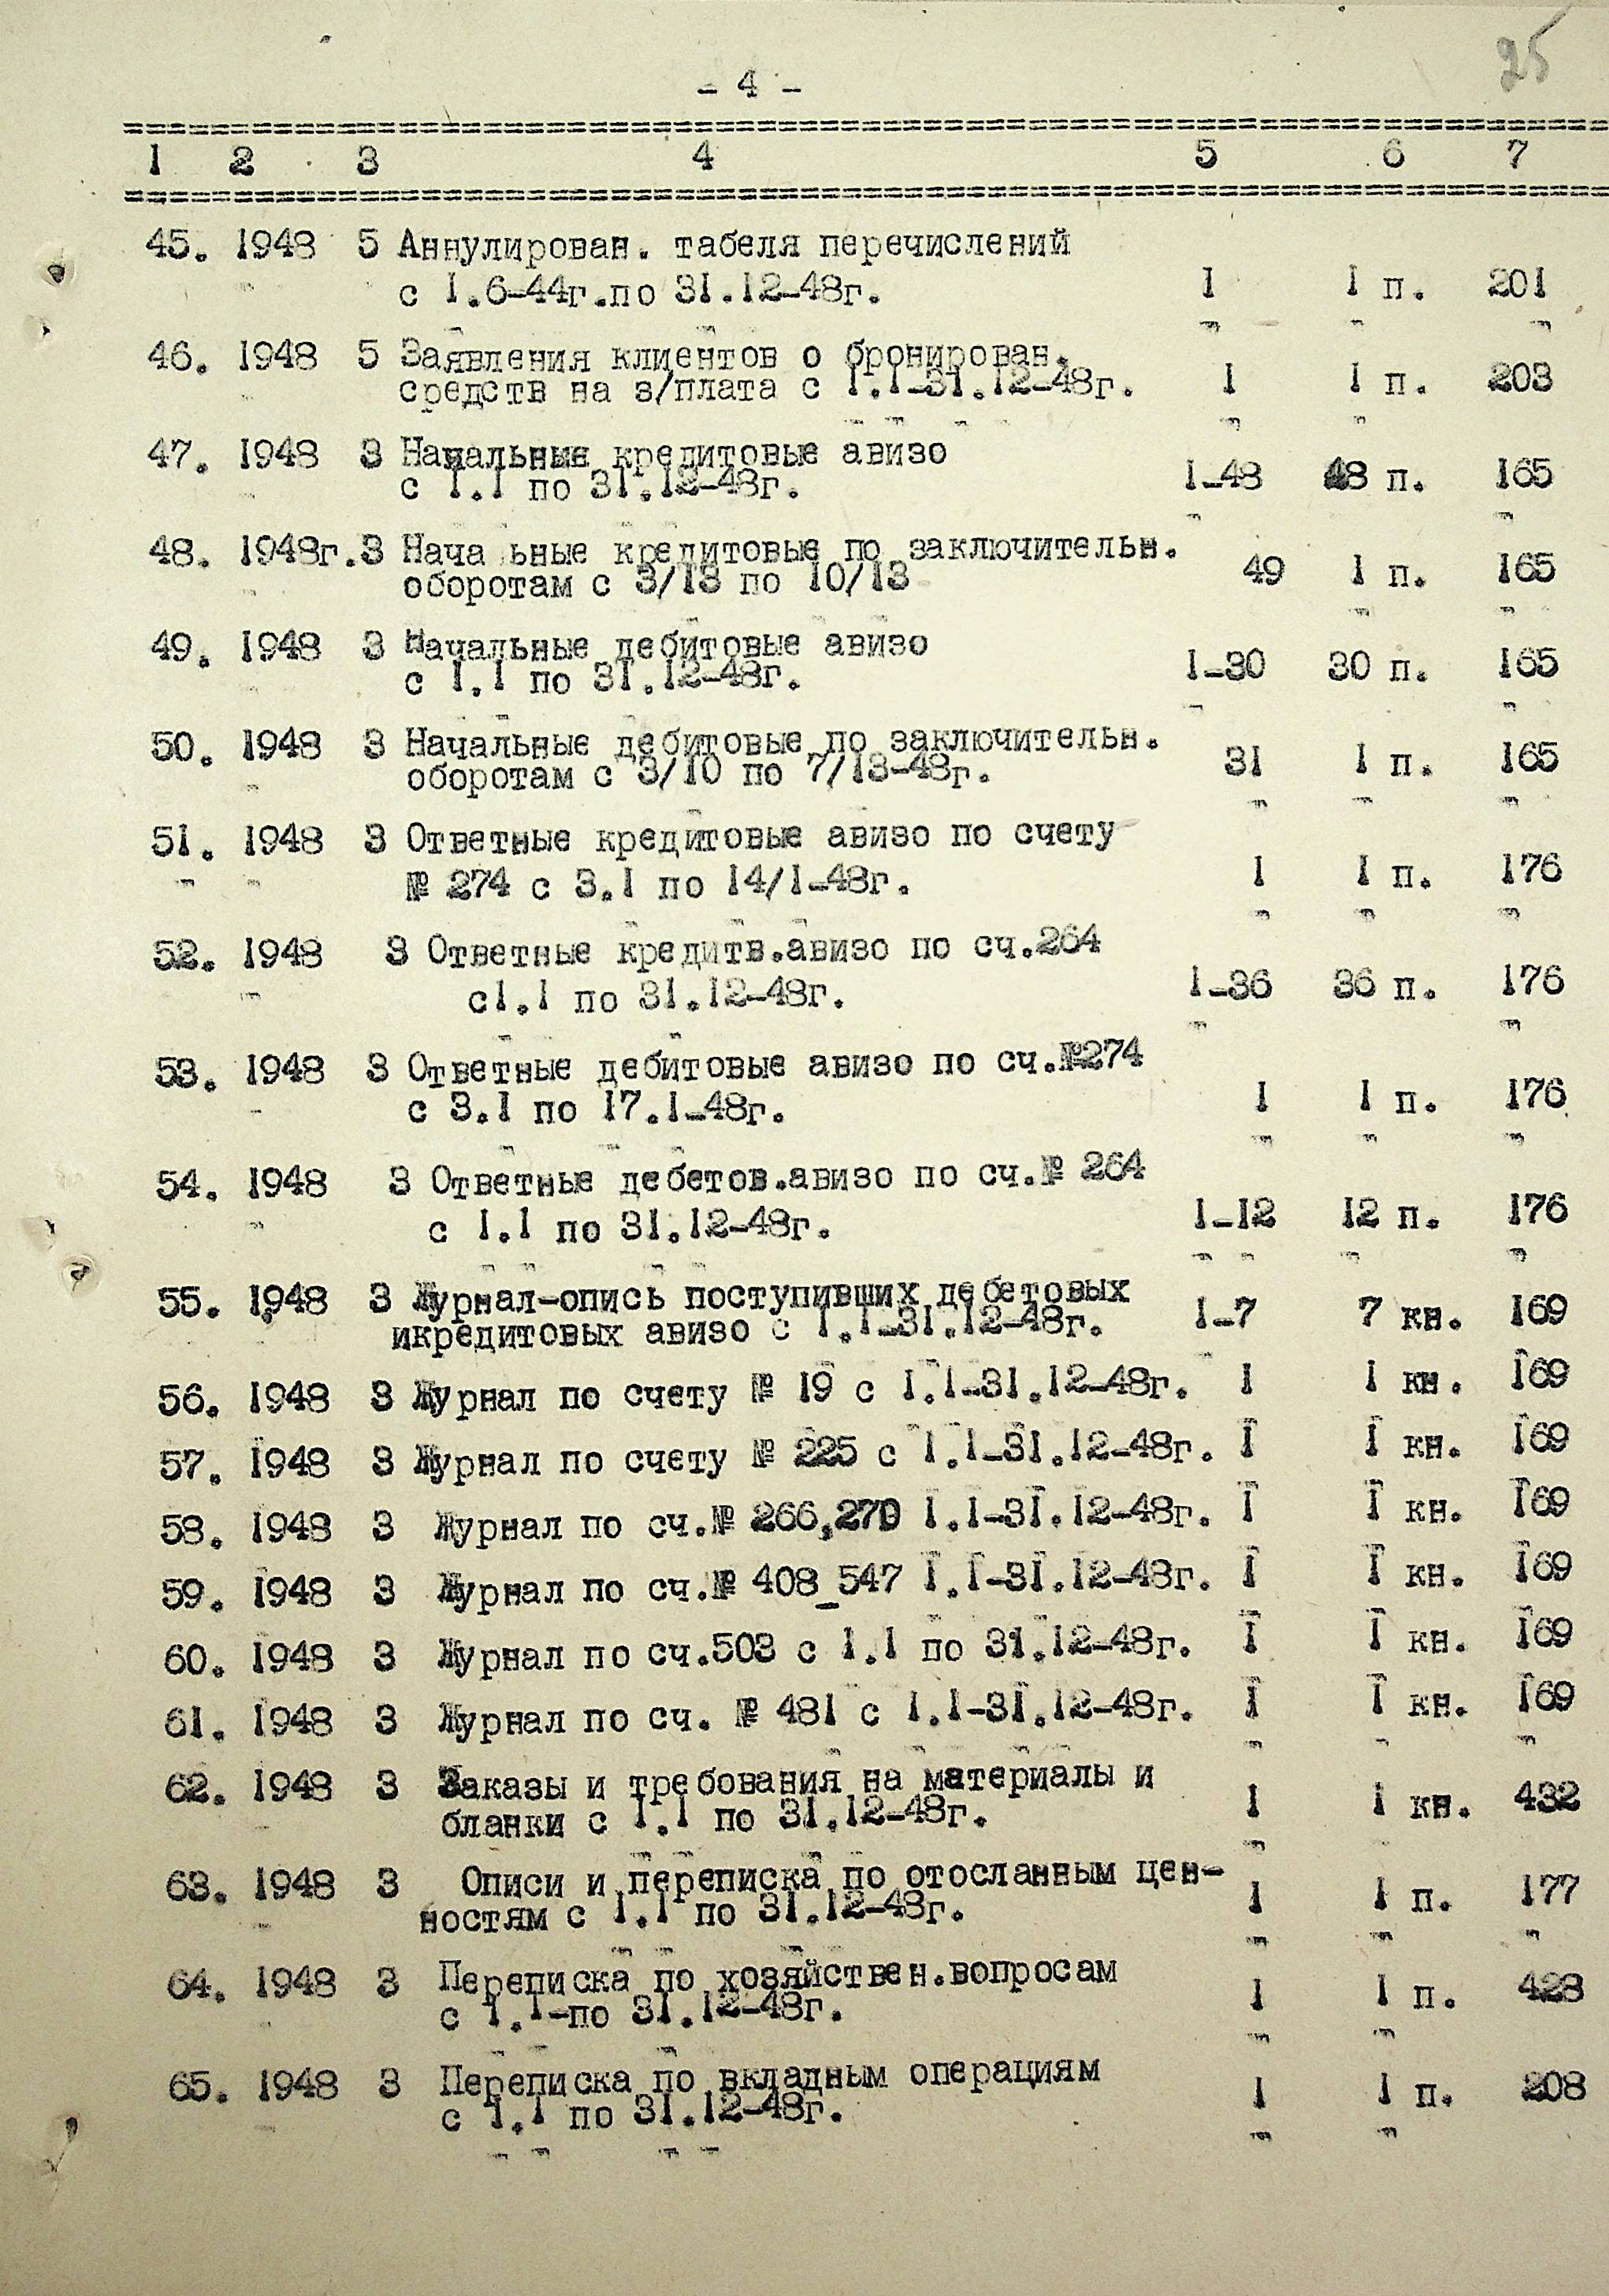 25
- 4 -
1 2 3 4 5 6 7
45. 1948 5 Аннулирован. табеля перечислений
с 1.6-44г.по 31.12-48г. 1 1 п. 201
46. 1948 5 Заявления клиентов о бронирован.
средств на з/плата с 1.1-31.12-48г. 1 1 п. 203
47. 1948 3 Начальные кредитовые авизо
с 1.1 по 31.12-48г. 1-48 48 п. 165
48. 1948г.3 Нача ьные кредитовые по заключительн.
оборотам с 3/13 по 10/13 49 1 п. 165
49. 1948 3 Начальные дебитовые авизо
с 1.1 по 31.12-48г. 1-30 30 п. 165
50. 1948 3 Начальные дебитовые по заключительн.
оборотам с 3/10 по 7/13-48г. 31 1 п. 165
51. 1948 3 Ответные кредитовые авизо по счету
№ 274 с 3.1 по 14/1-48г. 1 1 п. 176
52. 1948 3 Ответные кредитв.авизо по сч.264
с1.1 по 31.12-48г. 1-36 36 п. 176
53. 1948 3 Ответные дебитовые авизо по сч.№274
с 3.1 по 17.1-48г. 1 1 п. 176
54. 1948 3 Ответные дебетов.авизо по сч.№ 264
с 1.1 по 31.12-48г. 1-12 12 п. 176
55. 1948 3 Журнал-опись поступивших дебетовых
икредитовых авизо с 1.1-31.12-48г. 1-7 7 кн. 169
56. 1948 3 Журнал по счету № 19 с 1.1-31.12-48г. 1 1 кн. 169
57. 1948 3 Журнал по счету № 225 с 1.1-31.12-48г. 1 1 кн. 169
58. 1948 3 Журнал по сч.№ 266,270 1.1-31.12-48г. 1 1 кн. 169
59. 1948 3 Журнал по сч.№ 408_547 1.1-31.12-48г. 1 1 кн. 169
60. 1948 3 Журнал по сч.503 с 1.1 по 31.12-48г. 1 1 кн. 169
61. 1948 3 Журнал по сч. № 481 с 1.1-31.12-48г. 1 1 кн. 169
62. 1948 3 Заказы и требования на материалы и
бланки с 1.1 по 31.12-48г. 1 1 кн. 432
63. 1948 3 Описи и переписка по отосланным цен-
ностям с 1.1 по 31.12-48г. 1 1 п. 177
64. 1948 3 Переписка по хозяйствен.вопросам
с 1.1-по 31.12-48г. 1 1 п. 428
65. 1948 3 Переписка по вкладным операциям
с 1.1 по 31.12-48г. 1 1 п. 208